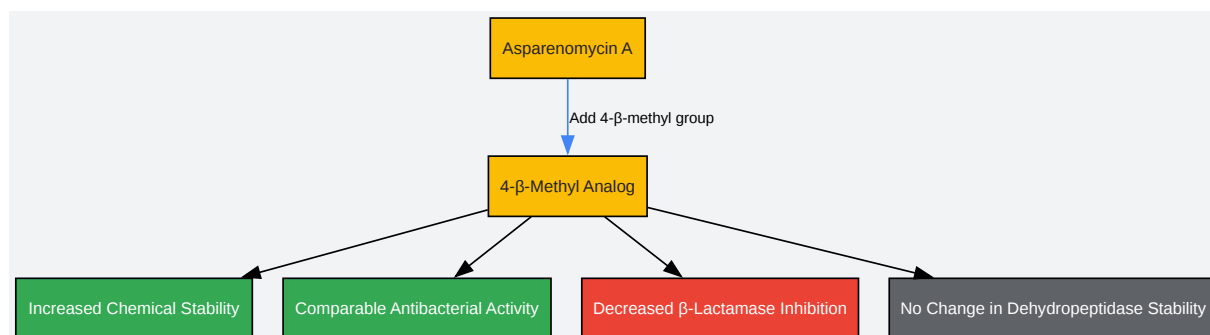 Asparenomycin A
Add 4-β-methyl group
4-β-Methyl Analog
Increased Chemical Stability
Comparable Antibacterial Activity
Decreased β-Lactamase Inhibition
No Change in Dehydropeptidase Stability